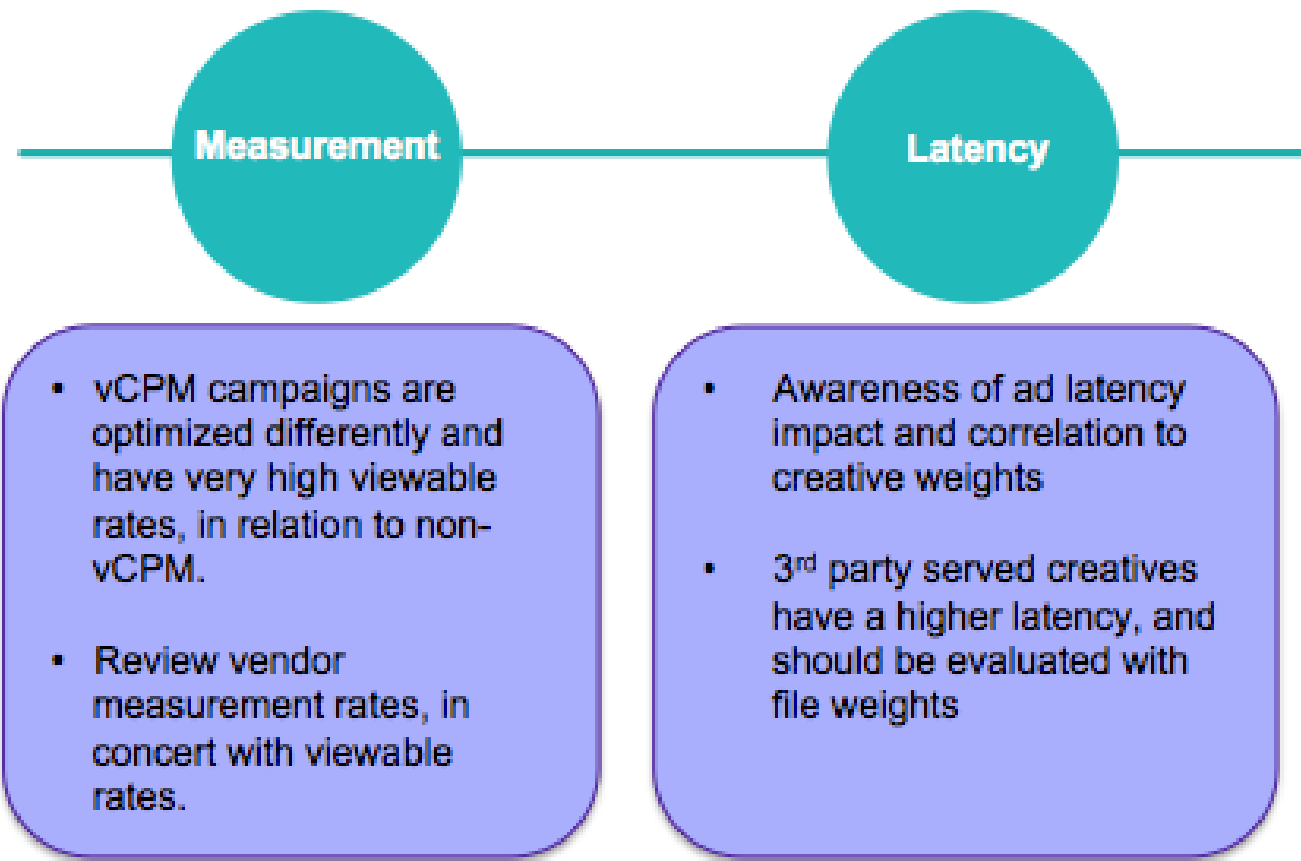 Measurement
Latency
• vCPM campaigns are
optimized differently and
have very high viewable
rates, in relation to non-
vCPM.
• Review vendor
measurement rates, in
concert with viewable
rates.
• Awareness of ad latency
impact and correlation to
creative weights
• 3rd party served creatives
have a higher latency, and
should be evaluated with
file weights